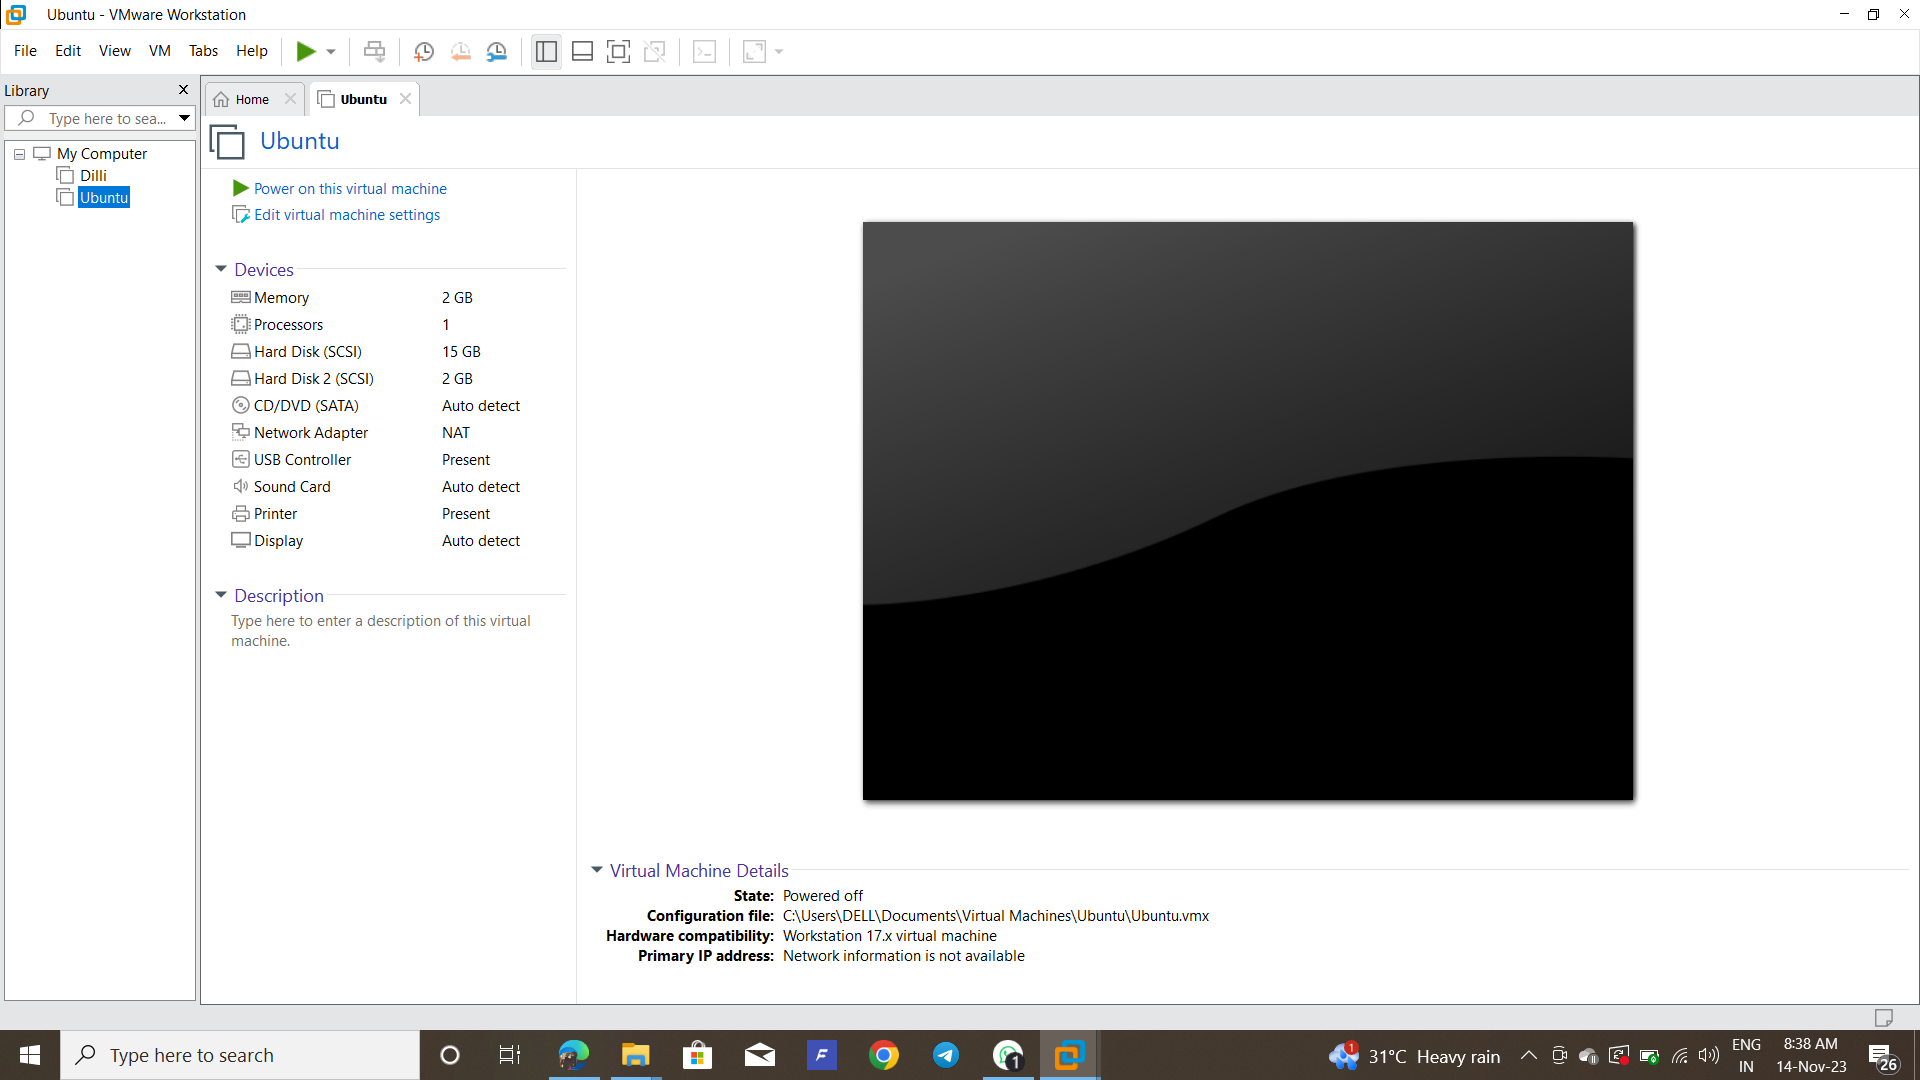 Ubuntu - VMware Workstation
File Edit View VM Tabs Help
Library
Type here to sea...
My Computer
Dilli
Ubuntu
Home
Ubuntu
Ubuntu
Power on this virtual machine
Edit virtual machine settings
Devices
Memory 2 GB
Processors 1
Hard Disk (SCSI) 15 GB
Hard Disk 2 (SCSI) 2 GB
CD/DVD (SATA) Auto detect
Network Adapter NAT
USB Controller Present
Sound Card Auto detect
Printer Present
Display Auto detect
Description
Type here to enter a description of this virtual
machine.
Virtual Machine Details
State: Powered off
Configuration file: C:\Users\DELL\Documents\Virtual Machines\Ubuntu\Ubuntu.vmx
Hardware compatibility: Workstation 17.x virtual machine
Primary IP address: Network information is not available
Type here to search
F
1
1
31°C Heavy rain
ENG
IN
8:38 AM
14-Nov-23
26